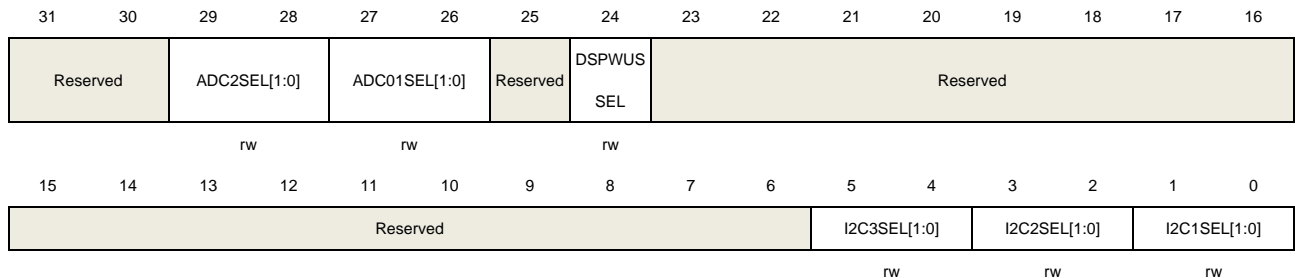 31 30 29 28 27 26 25 24 23 22 21 20 19 18 17 16
Reserved ADC2SEL[1:0] ADC01SEL[1:0] Reserved DSPWUS SEL Reserved
rw rw rw
15 14 13 12 11 10 9 8 7 6 5 4 3 2 1 0
Reserved I2C3SEL[1:0] I2C2SEL[1:0] I2C1SEL[1:0]
rw rw rw